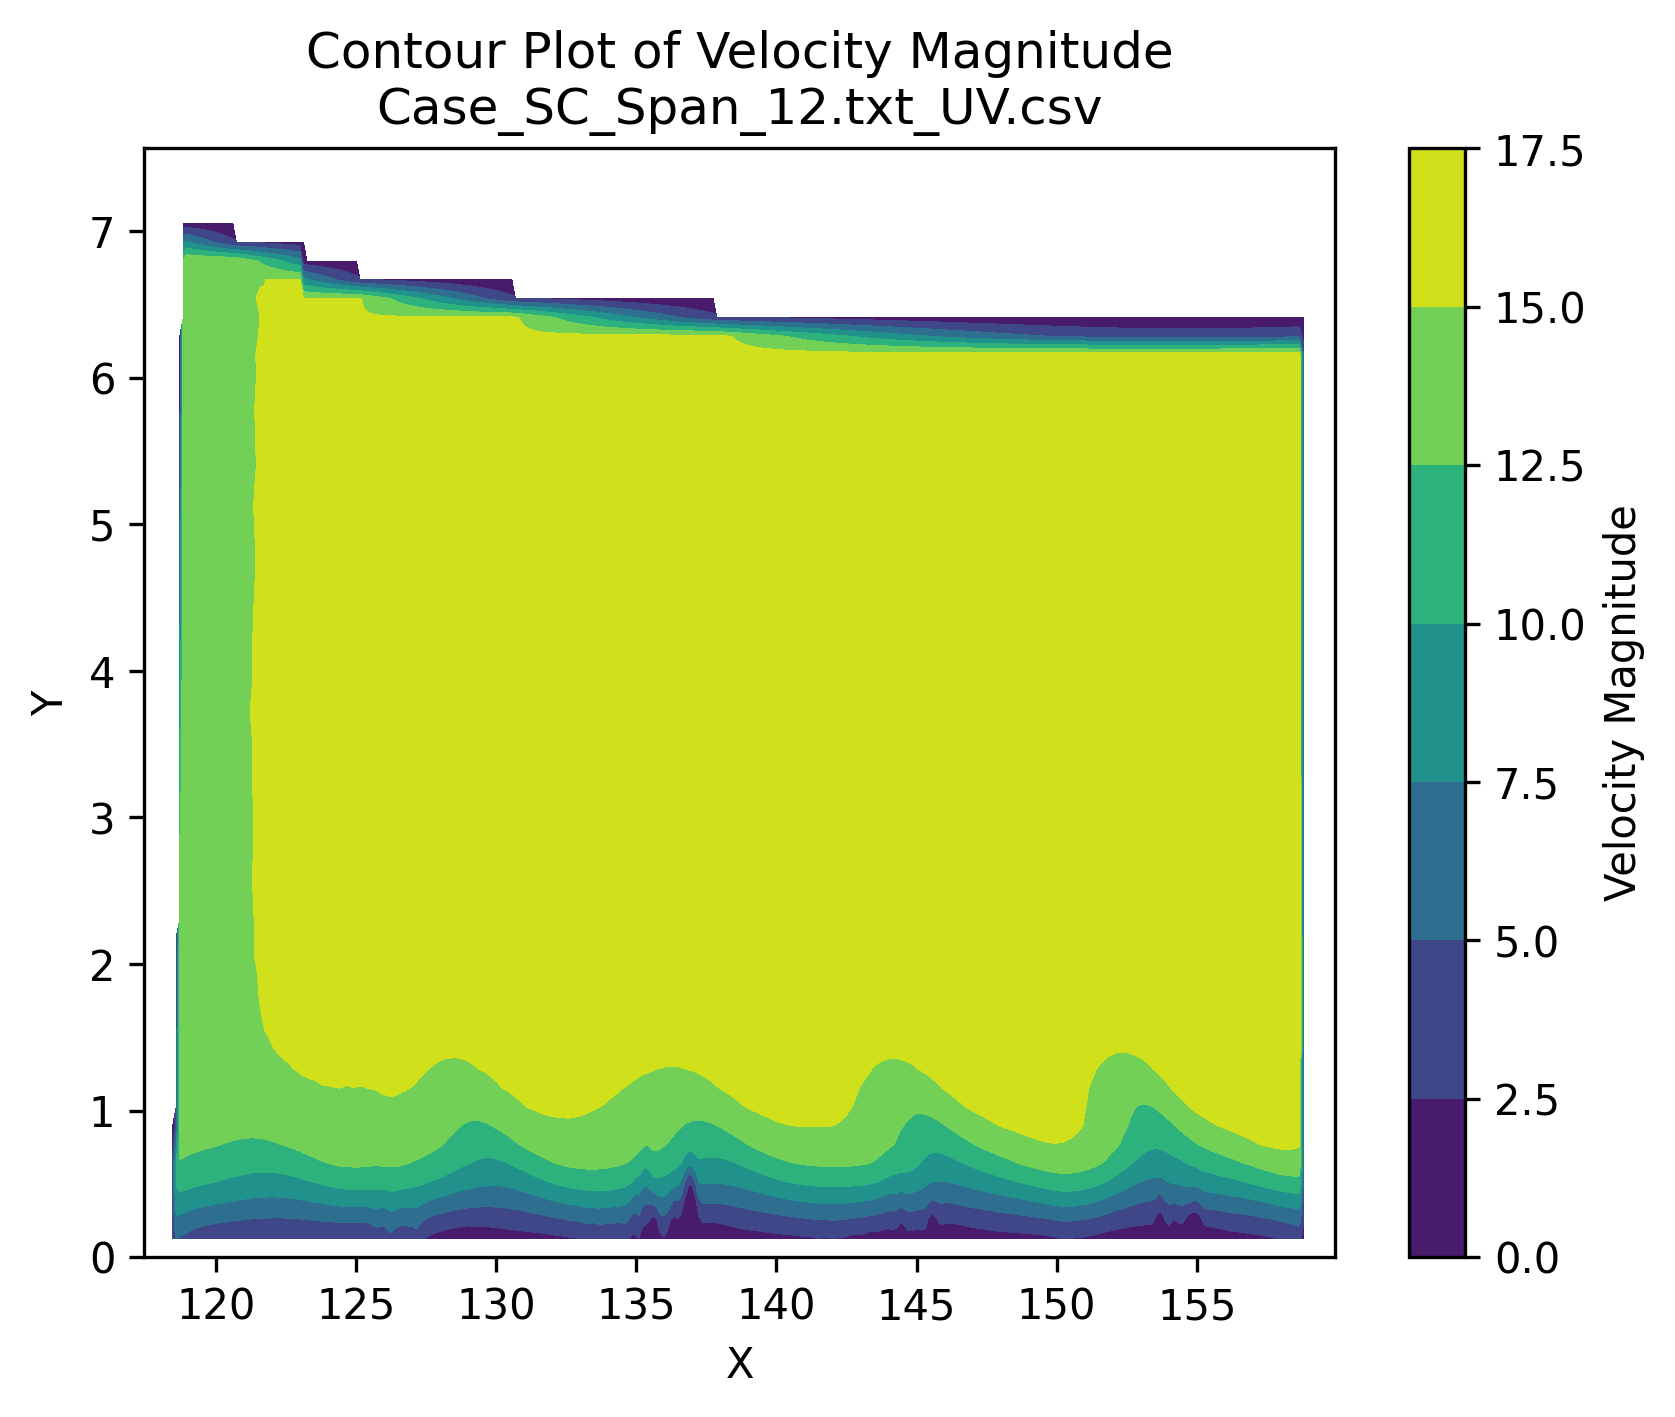 Contour Plot of Velocity Magnitude
Case_SC_Span_12.txt_UV.csv
7
6
5
4
3
2
1
0
Y
120 125 130 135 140 145 150 155
X
17.5
15.0
12.5
10.0
7.5
5.0
2.5
0.0
Velocity Magnitude